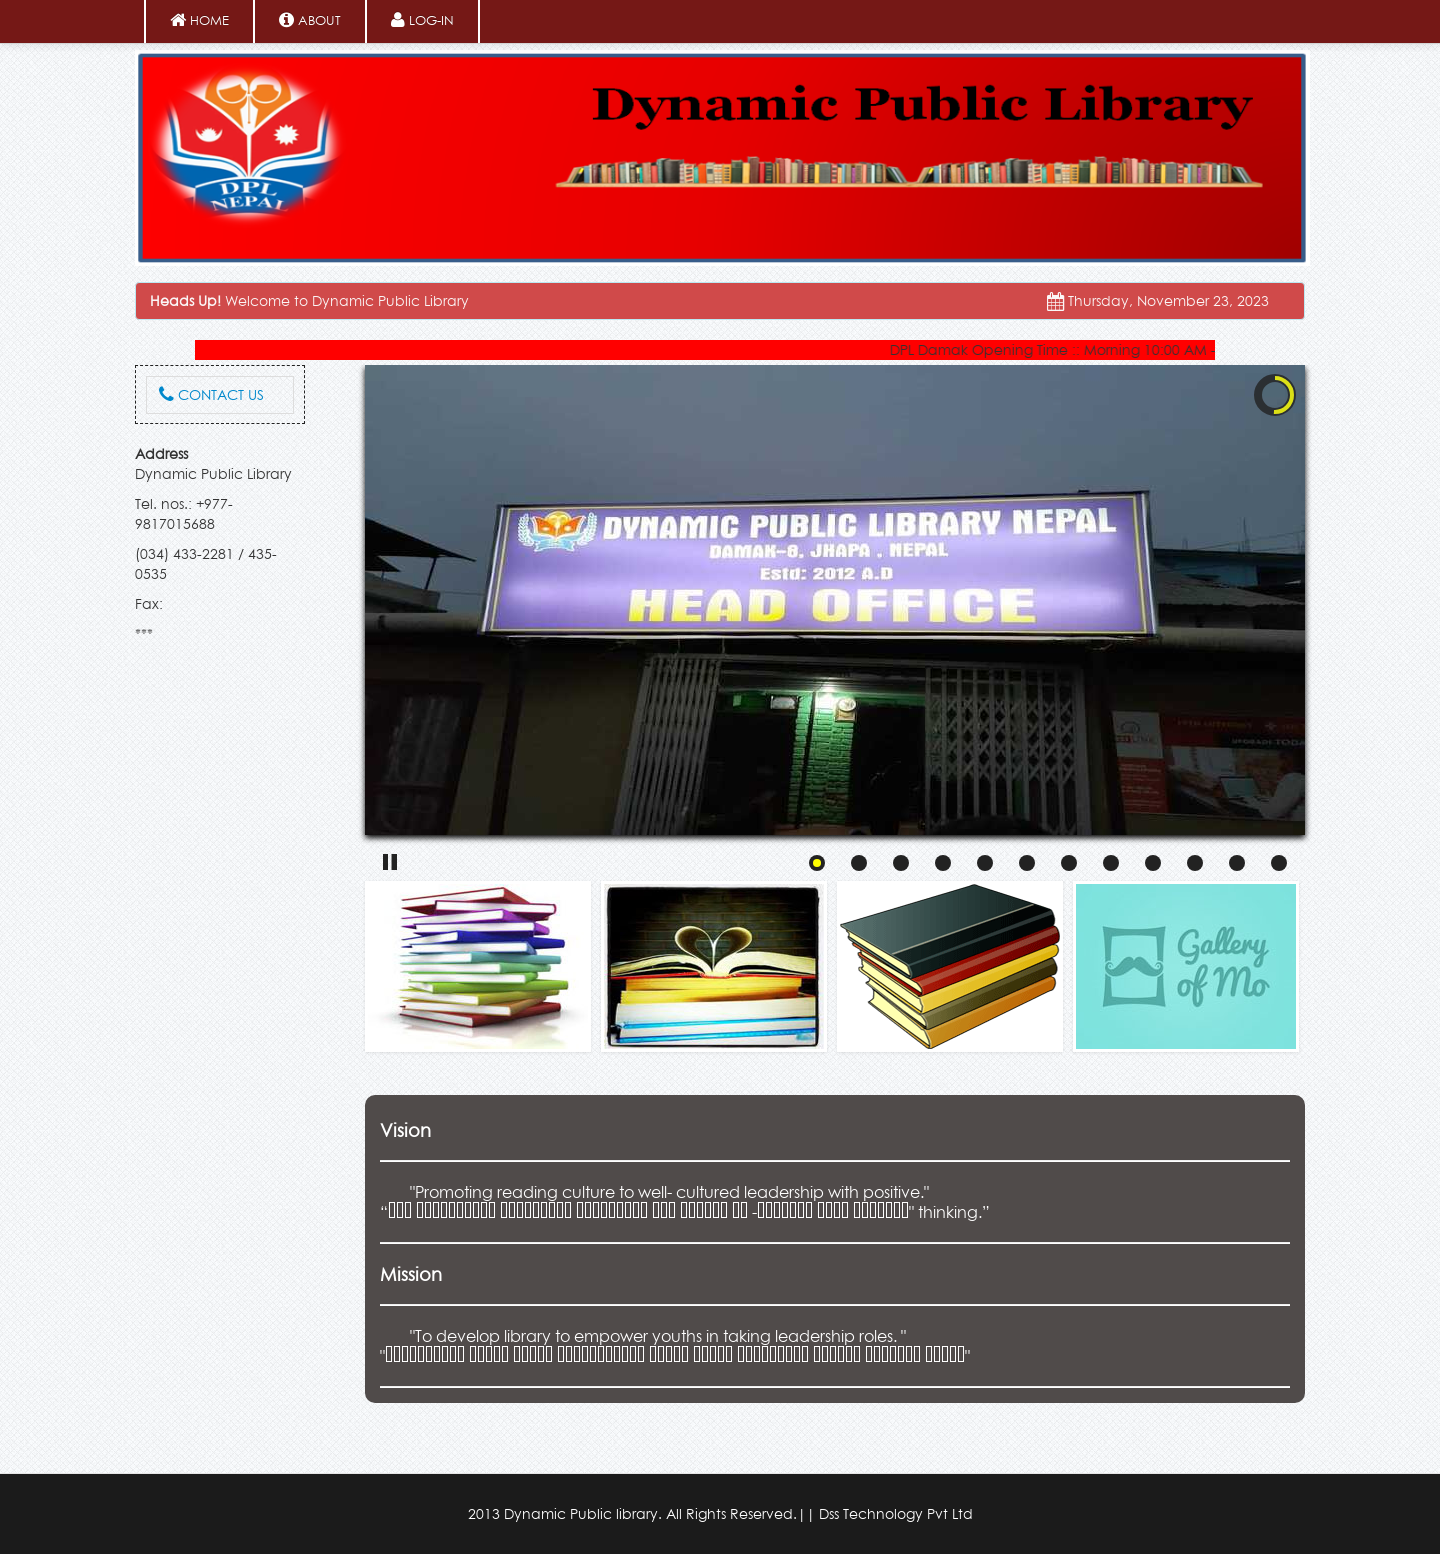 HOME
ABOUT
LOG-IN
DPL
NEPAL
Dynamic Public Library
Heads Up! Welcome to Dynamic Public Library
Thursday, November 23, 2023
DPL Damak Opening Time :: Morning 10:00 AM
CONTACT US
Address
Dynamic Public Library
Tel. nos.: +977-
9817015688
(034) 433-2281 / 435-
0535
Fax:
***
DYNAMIC PUBLIC LIBRARY NEPAL
DAMAK-8, JHAPA , NEPAL
Estd: 2012 A.D
HEAD OFFICE
Gallery
of Mo
Vision
"Promoting reading culture to well- cultured leadership with positive."
thinking.”
Mission
"To develop library to empower youths in taking leadership roles. "
2013 Dynamic Public library. All Rights Reserved.|| Dss Technology Pvt Ltd